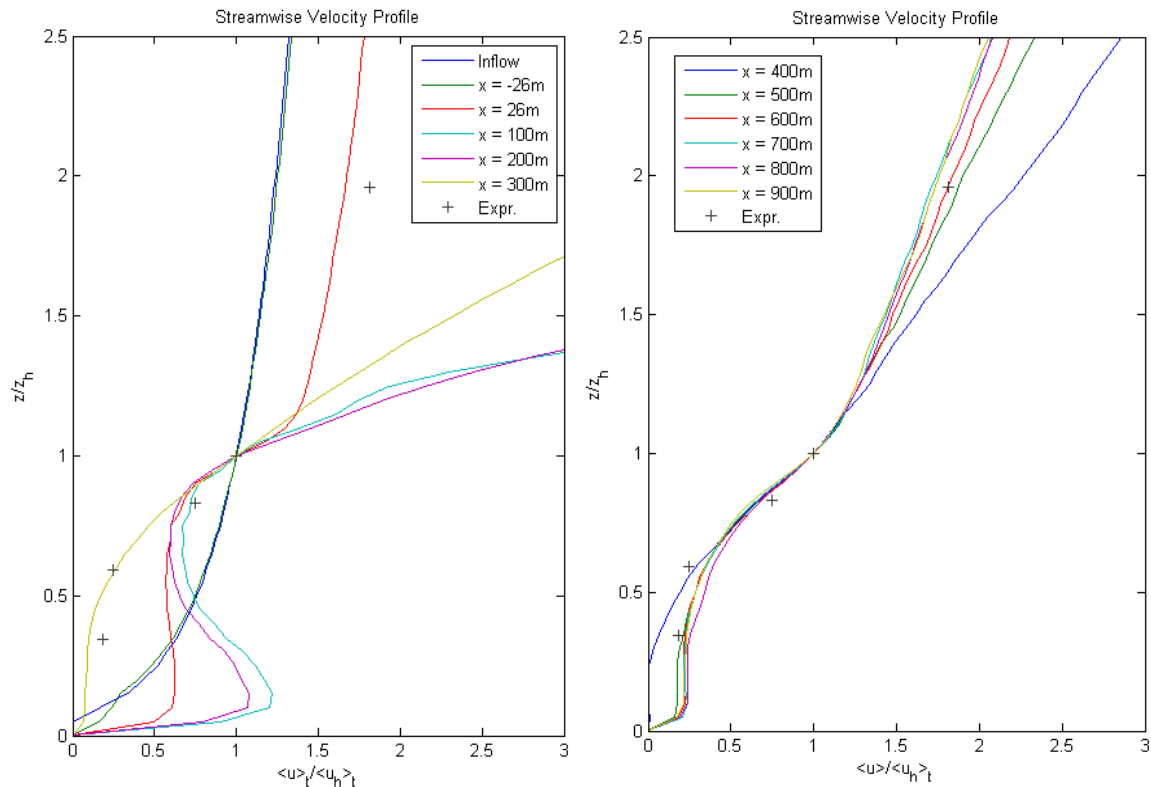 Streamwise Velocity Profile
2.5
2
1.5
1
0.5
0
z/z_h
0
0.5
1
1.5
2
2.5
3
<u>_t/<u_h>_t
Inflow
x = -26m
x = 26m
x = 100m
x = 200m
x = 300m
Expr.
Streamwise Velocity Profile
2.5
2
1.5
1
0.5
0
z/z_h
0
0.5
1
1.5
2
2.5
3
<u>/<u_h>_t
x = 400m
x = 500m
x = 600m
x = 700m
x = 800m
x = 900m
Expr.